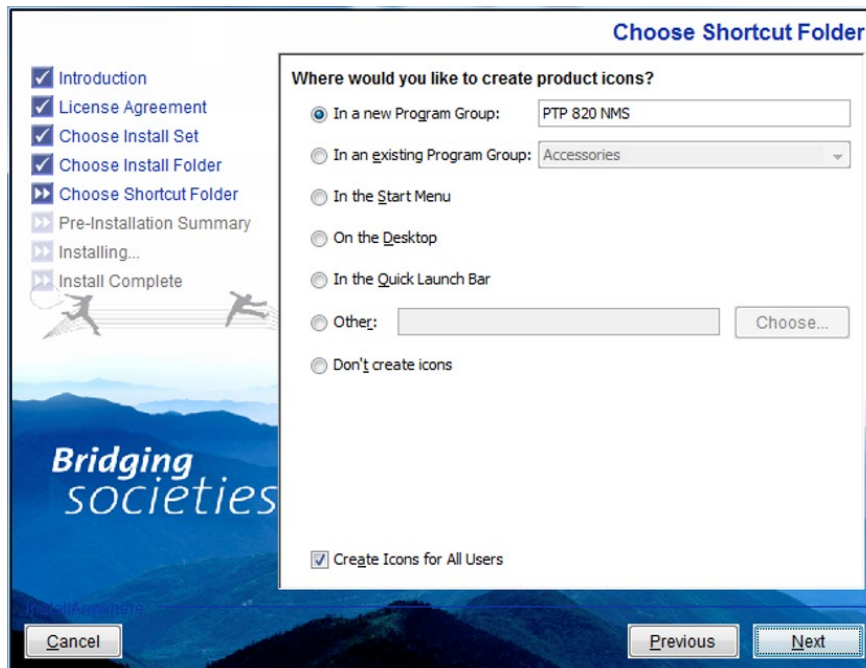 Choose Shortcut Folder
Introduction
License Agreement
Choose Install Set
Choose Install Folder
Choose Shortcut Folder
Pre-Installation Summary
Installing...
Install Complete
Bridging
societies
Where would you like to create product icons?
In a new Program Group: PTP 820 NMS
In an existing Program Group: Accessories
In the Start Menu
On the Desktop
In the Quick Launch Bar
Other: Choose...
Don't create icons
Create Icons for All Users
InstallAnywhere
Cancel Previous Next